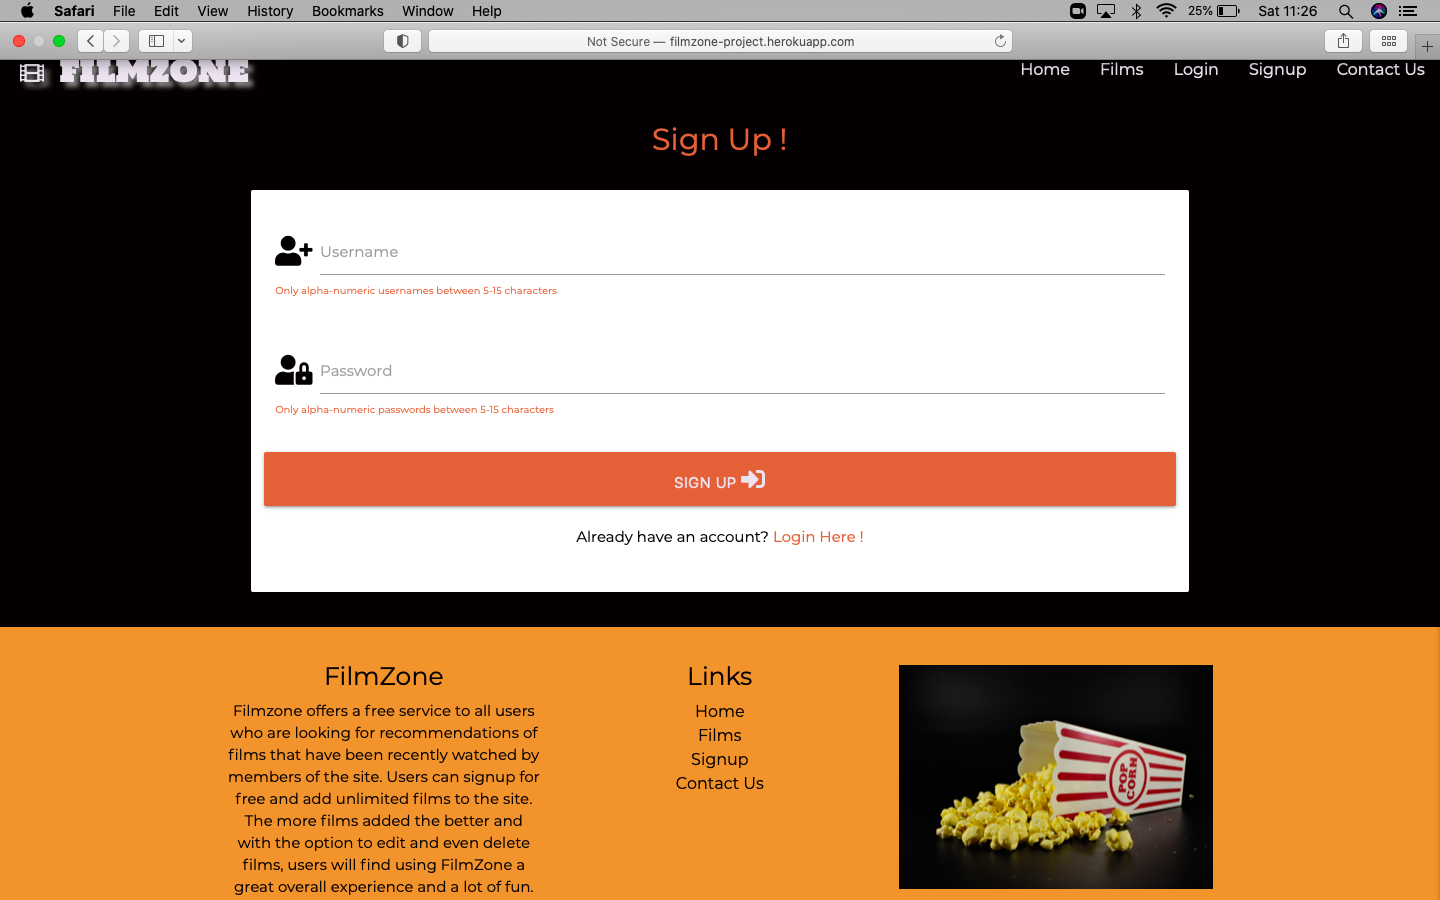 Safari File Edit View History Bookmarks Window Help 25% Sat 11:26
Not Secure — filmzone-project.herokuapp.com
FILMZONE Home Films Login Signup Contact Us
Sign Up !
Username
Only alpha-numeric usernames between 5-15 characters
Password
Only alpha-numeric passwords between 5-15 characters
SIGN UP
Already have an account? Login Here !
FilmZone
Filmzone offers a free service to all users
who are looking for recommendations of
films that have been recently watched by
members of the site. Users can signup for
free and add unlimited films to the site.
The more films added the better and
with the option to edit and even delete
films, users will find using FilmZone a
great overall experience and a lot of fun.
Links
Home
Films
Signup
Contact Us
POP
CORN